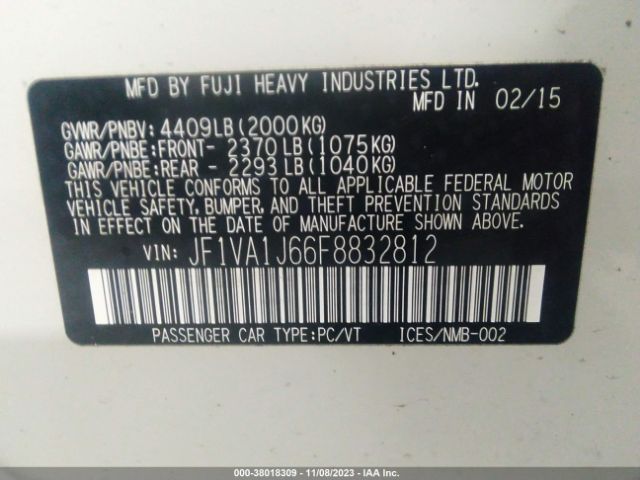 MFD BY FUJI HEAVY INDUSTRIES LTD.
MFD IN 02/15
GVWR/PNBV: 4409LB(2000KG)
GAWR/PNBE:FRONT- 2370LB(1075KG)
GAWR/PNBE:REAR - 2293LB(1040KG)
THIS VEHICLE CONFORMS TO ALL APPLICABLE FEDERAL MOTOR
VEHICLE SAFETY, BUMPER, AND THEFT PREVENTION STANDARDS
IN EFFECT ON THE DATE OF MANUFACTURE SHOWN ABOVE.
VIN: JF1VA1J66F8832812
PASSENGER CAR TYPE:PC/VT ICES/NMB-002
000-38018309 - 11/08/2023 - IAA Inc.